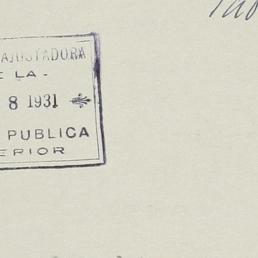 AJUSTADORA
E LA -
8 1931
PUBLICA
ERIOR